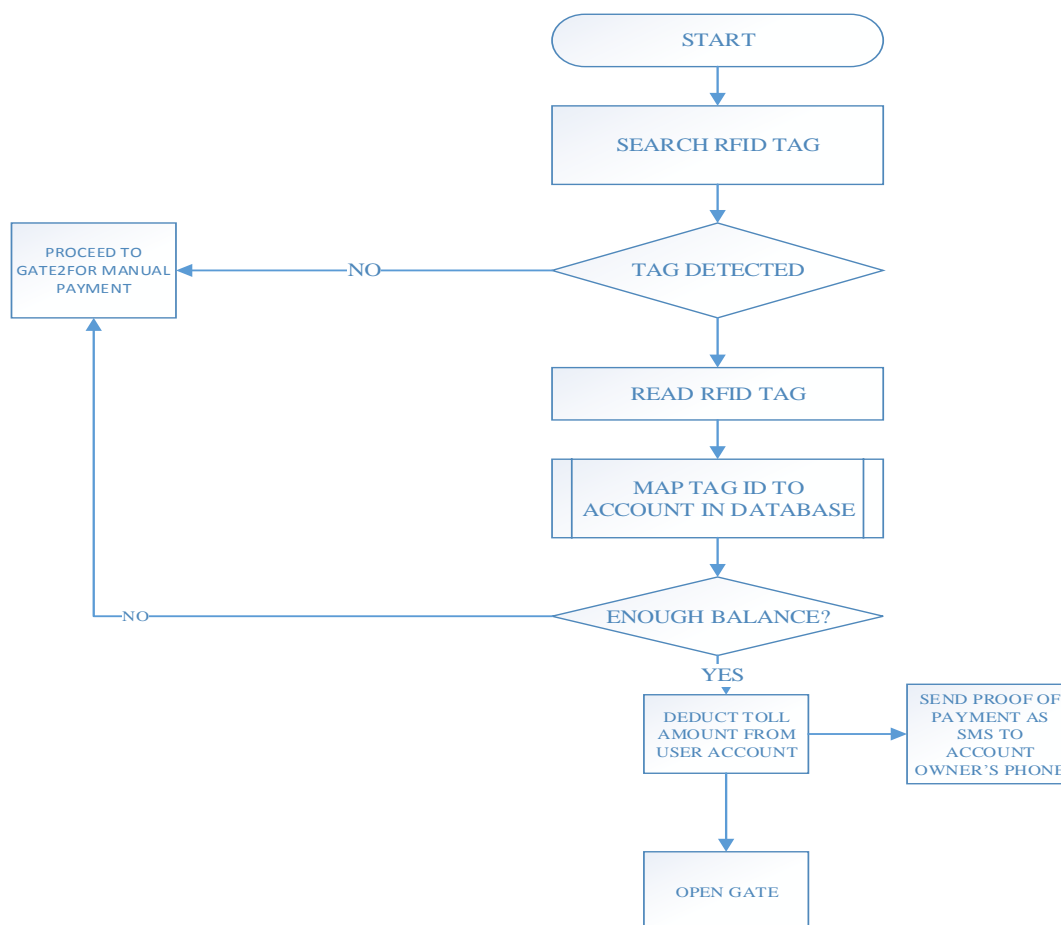 START
SEARCH RFID TAG
PROCEED TO
GATE2FOR MANUAL
PAYMENT
NO
TAG DETECTED
READ RFID TAG
MAP TAG ID TO
ACCOUNT IN DATABASE
NO
ENOUGH BALANCE?
YES
DEDUCT TOLL
AMOUNT FROM
USER ACCOUNT
SEND PROOF OF
PAYMENT AS
SMS TO
ACCOUNT
OWNER'S PHONE
OPEN GATE